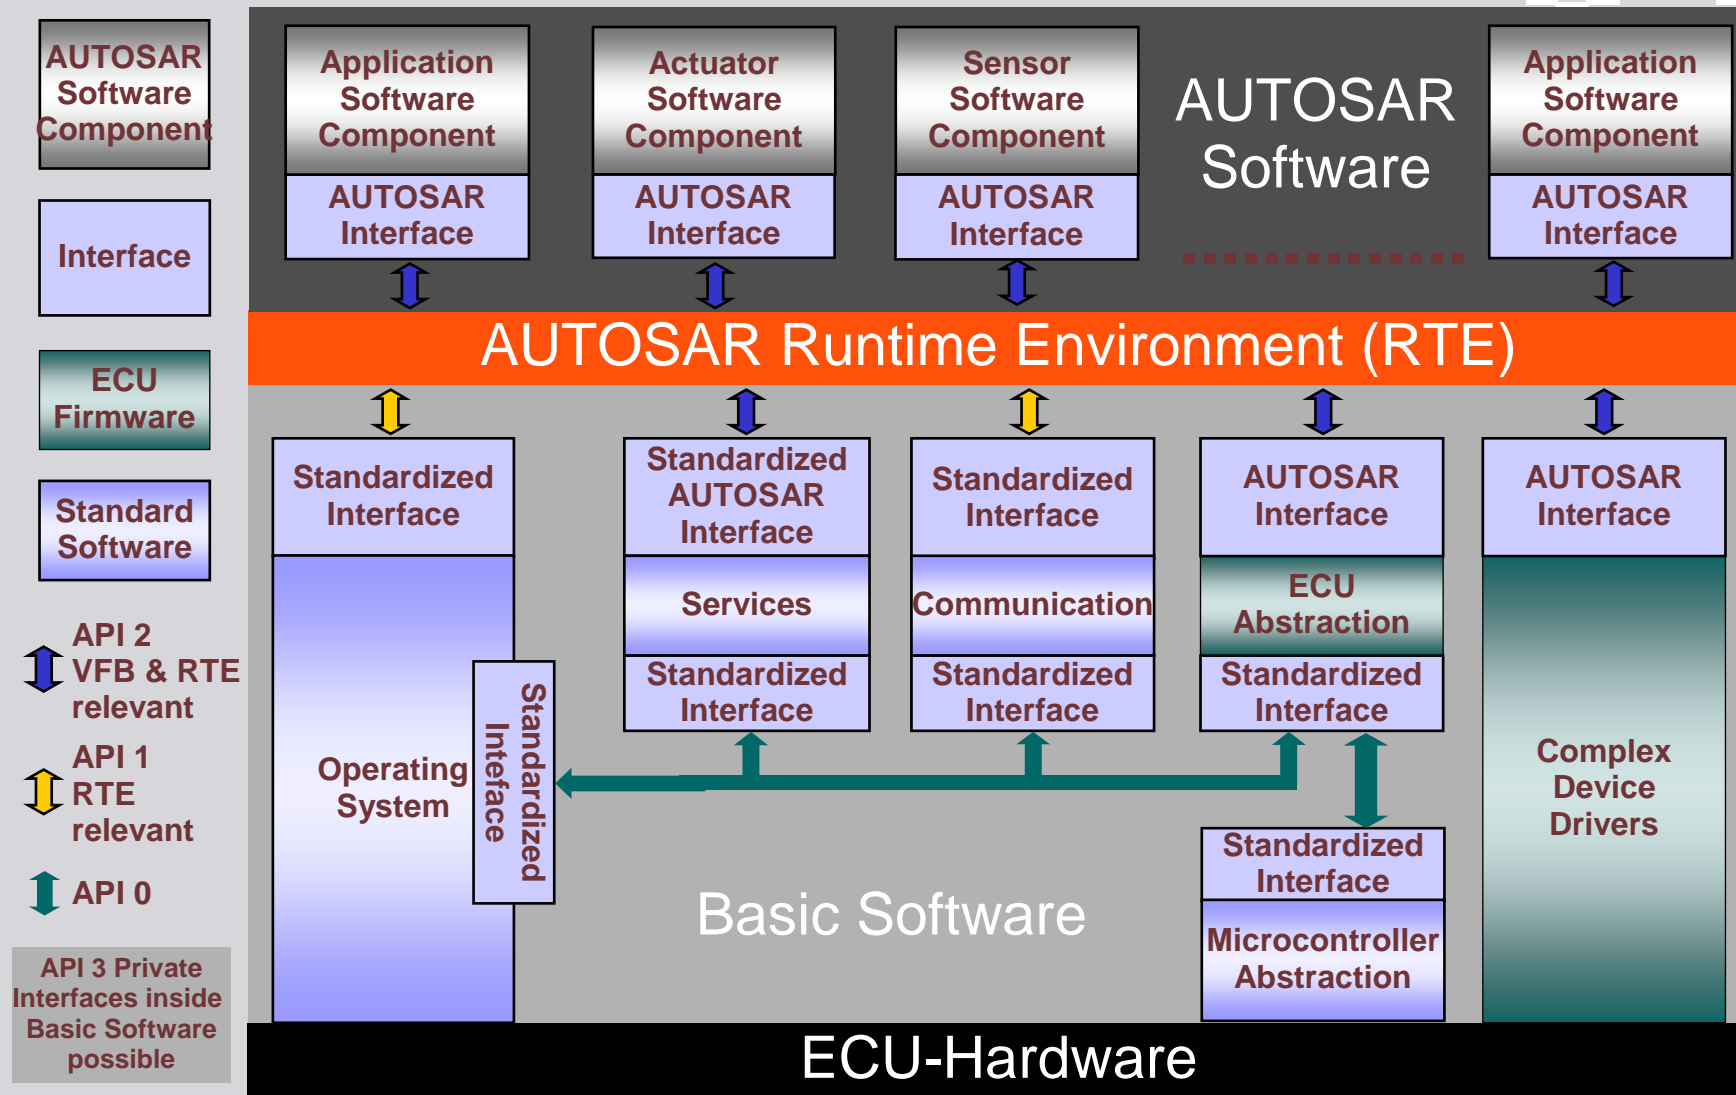 AUTOSAR
Software
Component
Interface
ECU
Firmware
Standard
Software
API 2
VFB & RTE
relevant
API 1
RTE
relevant
API 0
API 3 Private
Interfaces inside
Basic Software
possible
Application
Software
Component
AUTOSAR
Interface
Actuator
Software
Component
AUTOSAR
Interface
Sensor
Software
Component
AUTOSAR
Interface
AUTOSAR
Software
Application
Software
Component
AUTOSAR
Interface
AUTOSAR Runtime Environment (RTE)
Standardized
Interface
Operating
System
Standardized
Inteface
Standardized
AUTOSAR
Interface
Services
Standardized
Interface
Standardized
Interface
Communication
Standardized
Interface
AUTOSAR
Interface
ECU
Abstraction
Standardized
Interface
Standardized
Interface
Microcontroller
Abstraction
AUTOSAR
Interface
Complex
Device
Drivers
Basic Software
ECU-Hardware